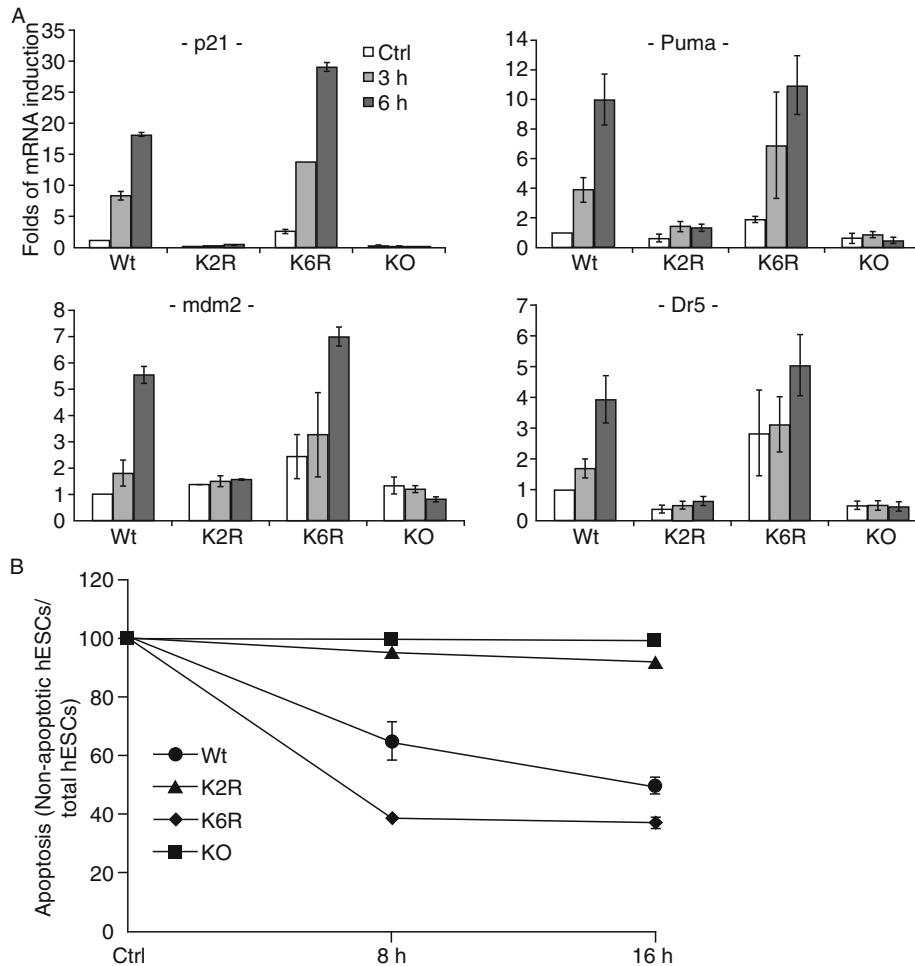 A
- p21 -
Folds of mRNA induction
35
30
25
20
15
10
5
0
Wt
K2R
K6R
KO
Ctrl
3 h
6 h
- Puma -
14
12
10
8
6
4
2
0
Wt
K2R
K6R
KO
- mdm2 -
8
7
6
5
4
3
2
1
0
Wt
K2R
K6R
KO
- Dr5 -
7
6
5
4
3
2
1
0
Wt
K2R
K6R
KO
B
Apoptosis (Non-apoptotic hESCs/
total hESCs)
120
100
80
60
40
20
0
Wt
K2R
K6R
KO
Ctrl
8 h
16 h